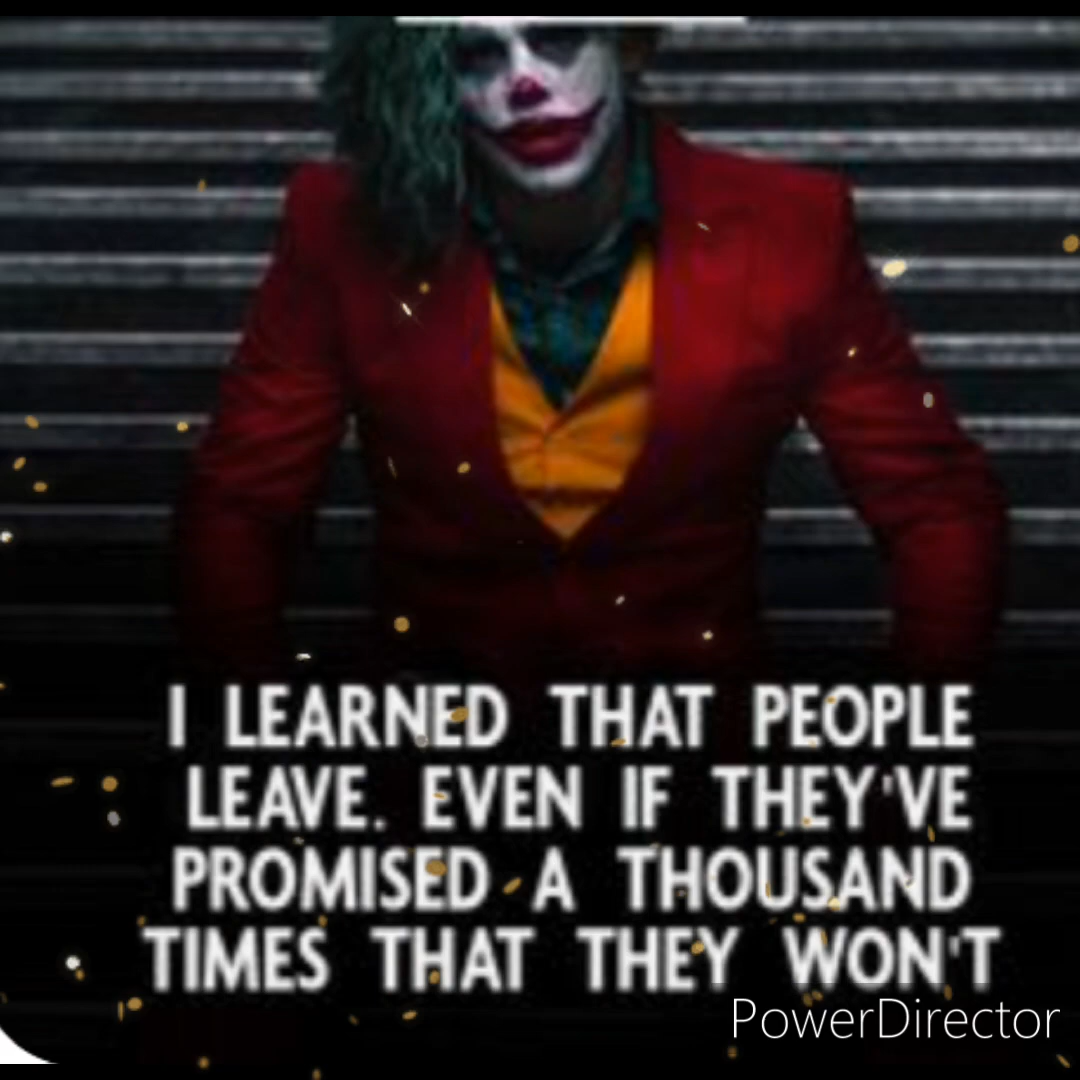 I LEARNED THAT PEOPLE
LEAVE. EVEN IF THEY'VE
PROMISED A THOUSAND
TIMES THAT THEY WON'T
PowerDirector